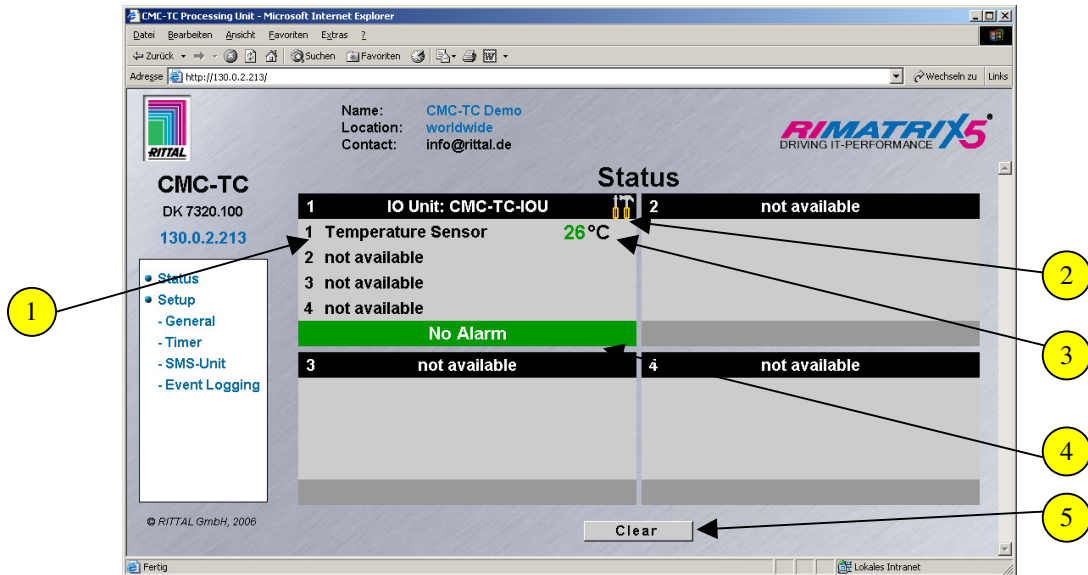 CMC-TC Processing Unit - Microsoft Internet Explorer
Datei Bearbeiten Ansicht Favoriten Extras ?
Zurück Suchen Favoriten
Adresse http://130.0.2.213/ Wechseln zu Links
RITTAL
Name: CMC-TC Demo
Location: worldwide
Contact: info@rittal.de
RIMATRIX5
DRIVING IT-PERFORMANCE
CMC-TC
DK 7320.100
130.0.2.213
Status
Setup
- General
- Timer
- SMS-Unit
- Event Logging
© RITTAL GmbH, 2006
Status
1 IO Unit: CMC-TC-IOU
1 Temperature Sensor 26°C
2 not available
3 not available
4 not available
No Alarm
2 not available
3 not available
4 not available
Clear
Fertig
Lokales Intranet
1
2
3
4
5